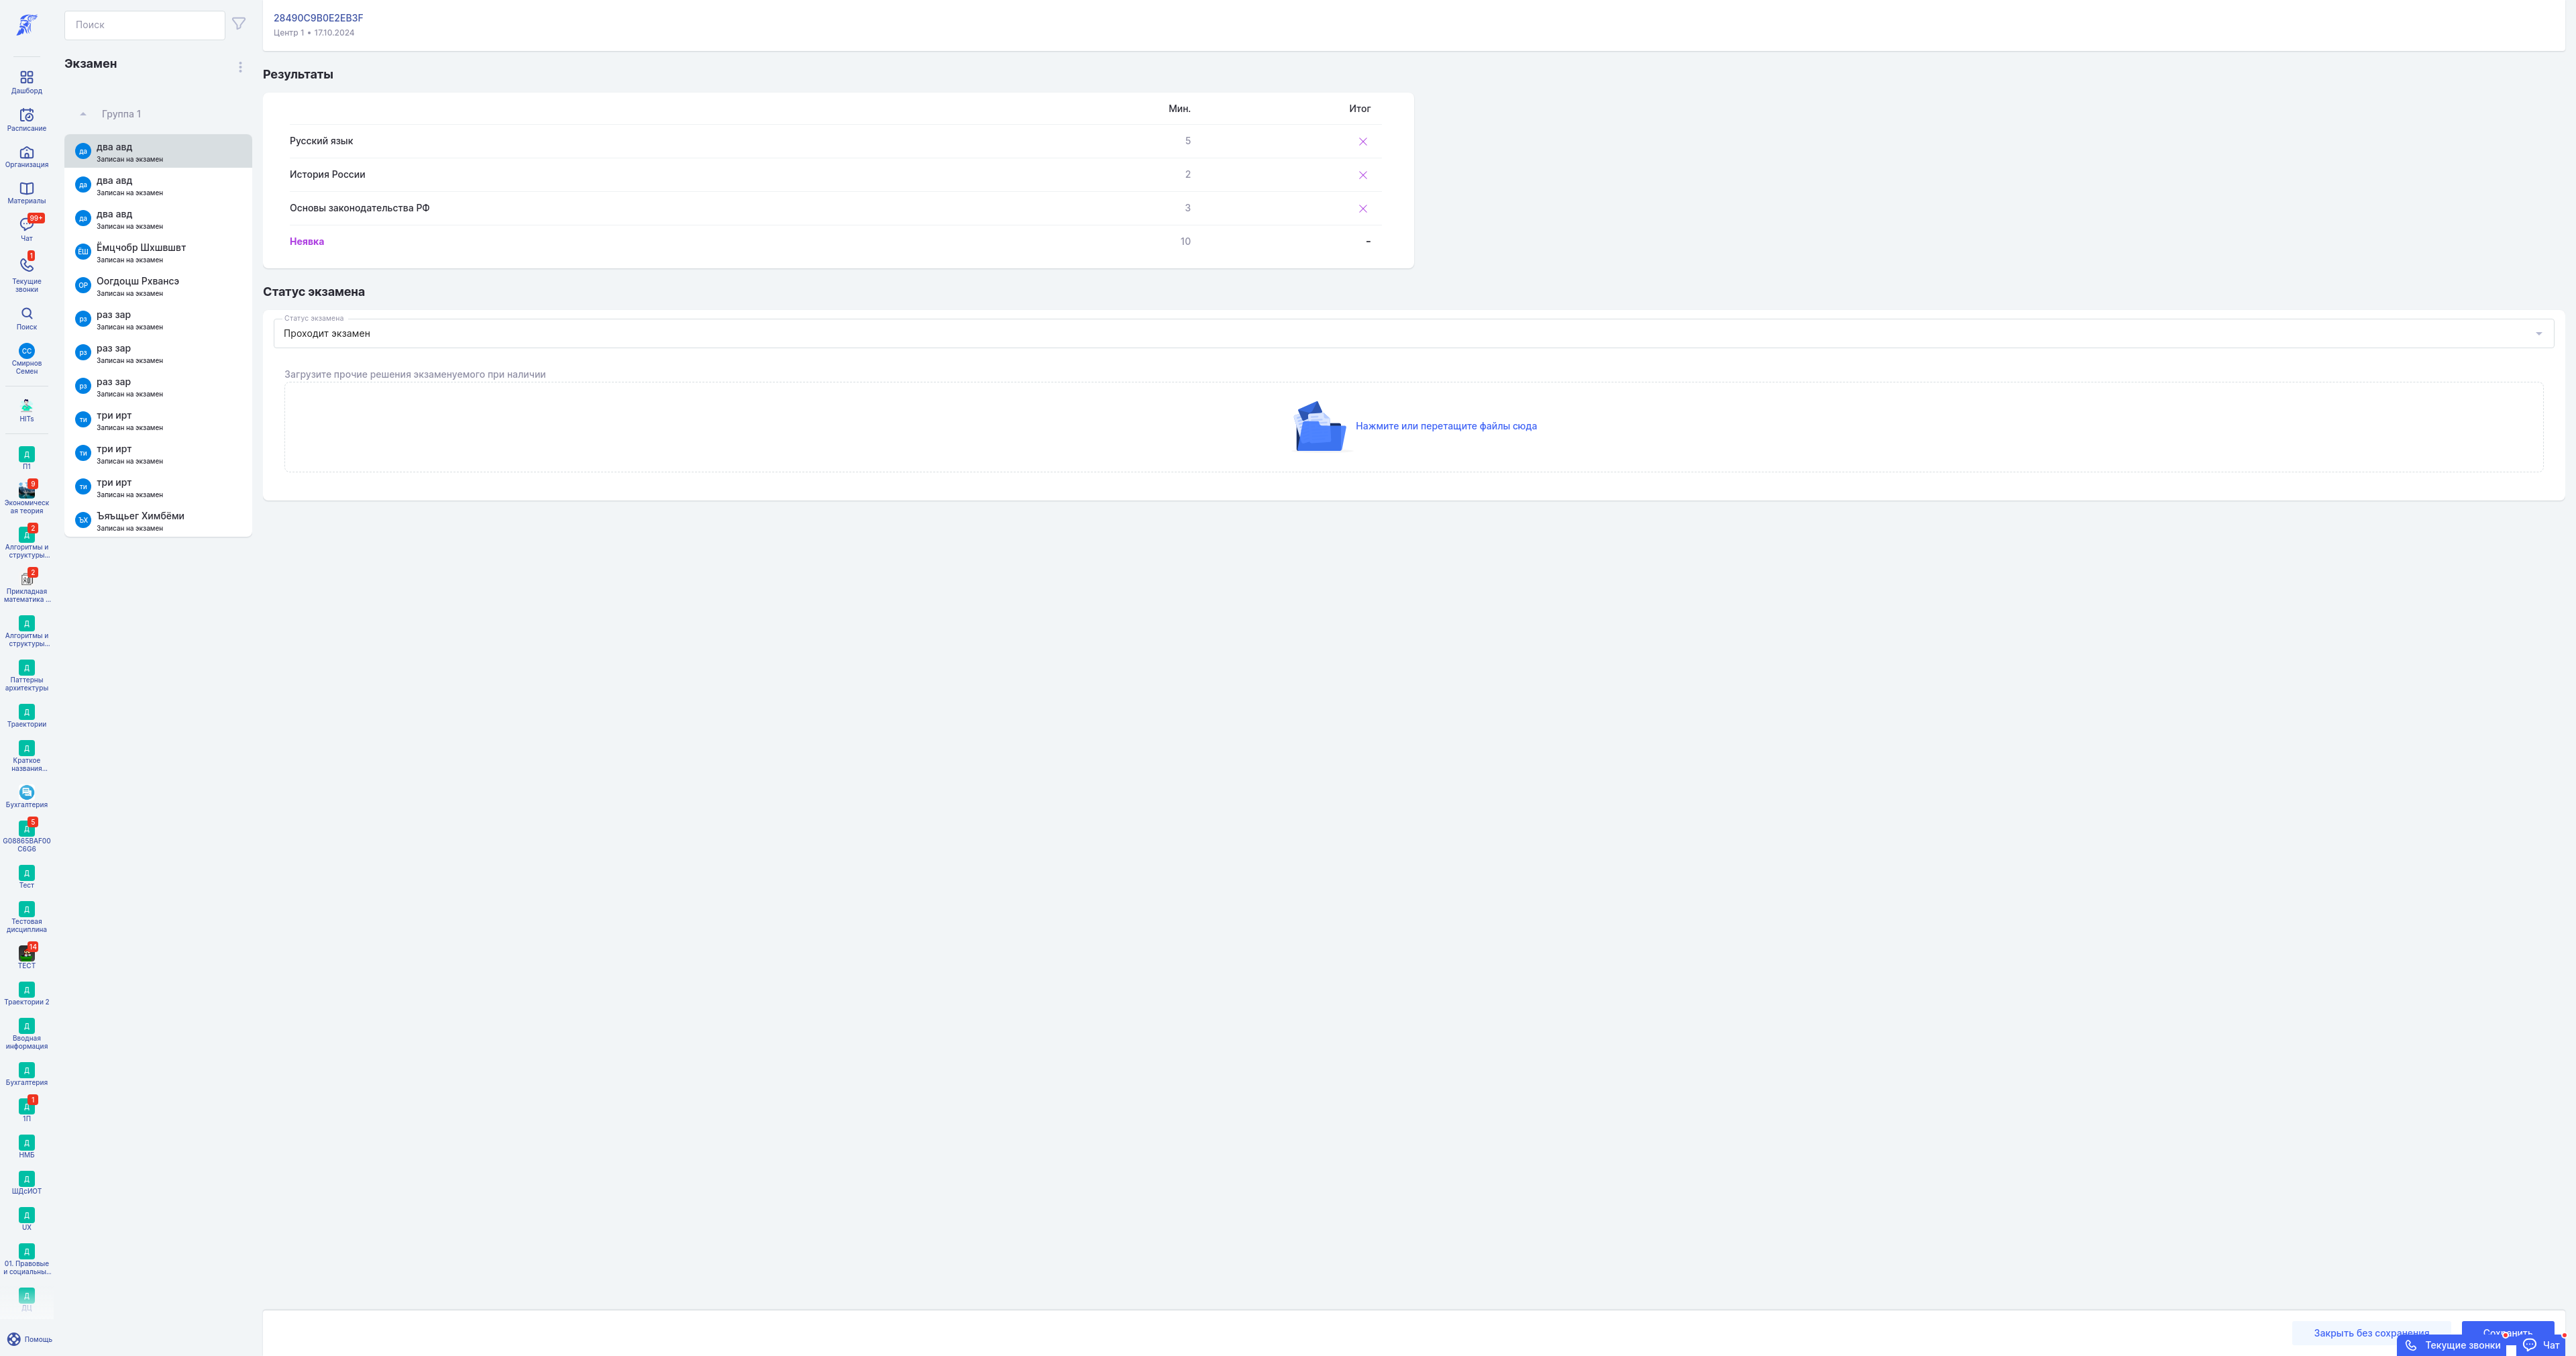 Дашборд
Расписание
Организация
Материалы
99+
Чат
1
Текущие
звонки
Поиск
СС
Смирнов
Семен
HITs
Д
П1
9
Экономическ
ая теория
Д
2
Алгоритмы и
структуры...
2
Прикладная
математика ...
Д
Алгоритмы и
структуры...
Д
Паттерны
архитектуры
Д
Траектории
Д
Краткое
названия...
Бухгалтерия
Д
5
G08865BAF00
C6G6
Д
Тест
Д
Тестовая
дисциплина
14
ТЕСТ
Д
Траектории 2
Д
Вводная
информация
Д
Бухгалтерия
Д
1
1П
Д
НМБ
Д
ШДсИОТ
Д
UX
Д
01. Правовые
и социальны...
Д
ДЦ
Помощь
Поиск
Экзамен
Группа 1
да
два авд
Записан на экзамен
да
два авд
Записан на экзамен
да
два авд
Записан на экзамен
ЁШ
Ёмцчобр Шхшвшвт
Записан на экзамен
ОР
Оогдоцш Рхвансэ
Записан на экзамен
рз
раз зар
Записан на экзамен
рз
раз зар
Записан на экзамен
рз
раз зар
Записан на экзамен
ти
три ирт
Записан на экзамен
ти
три ирт
Записан на экзамен
ти
три ирт
Записан на экзамен
ЪХ
Ъяъщьег Химбёми
Записан на экзамен
28490C9B0E2EB3F
Центр 1 • 17.10.2024
Результаты
Мин. Итог
Русский язык 5
История России 2
Основы законодательства РФ 3
Неявка 10 -
Статус экзамена
Статус экзамена
Проходит экзамен
Загрузите прочие решения экзаменуемого при наличии
Нажмите или перетащите файлы сюда
Закрыть без сохранения
Сохранить
Текущие звонки
Чат